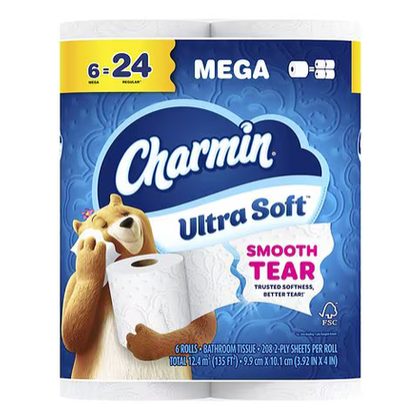 6=24
MEGA REGULAR*
MEGA
Charmin
Ultra Soft™
SMOOTH
TEAR
TRUSTED SOFTNESS,
BETTER TEAR!*
FSC
6 ROLLS • BATHROOM TISSUE • 208 2-PLY SHEETS PER ROLL
TOTAL 12.4 m² (135 FT²) • 9.9 cm X 10.1 cm (3.92 IN X 4 IN)